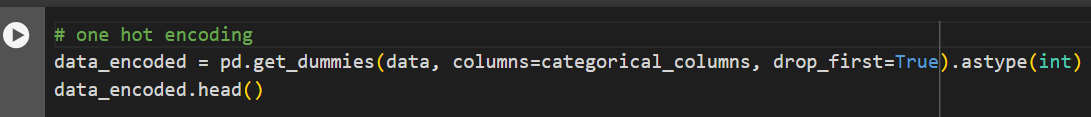 # one hot encoding
data_encoded = pd.get_dummies(data, columns=categorical_columns, drop_first=True).astype(int)
data_encoded.head()